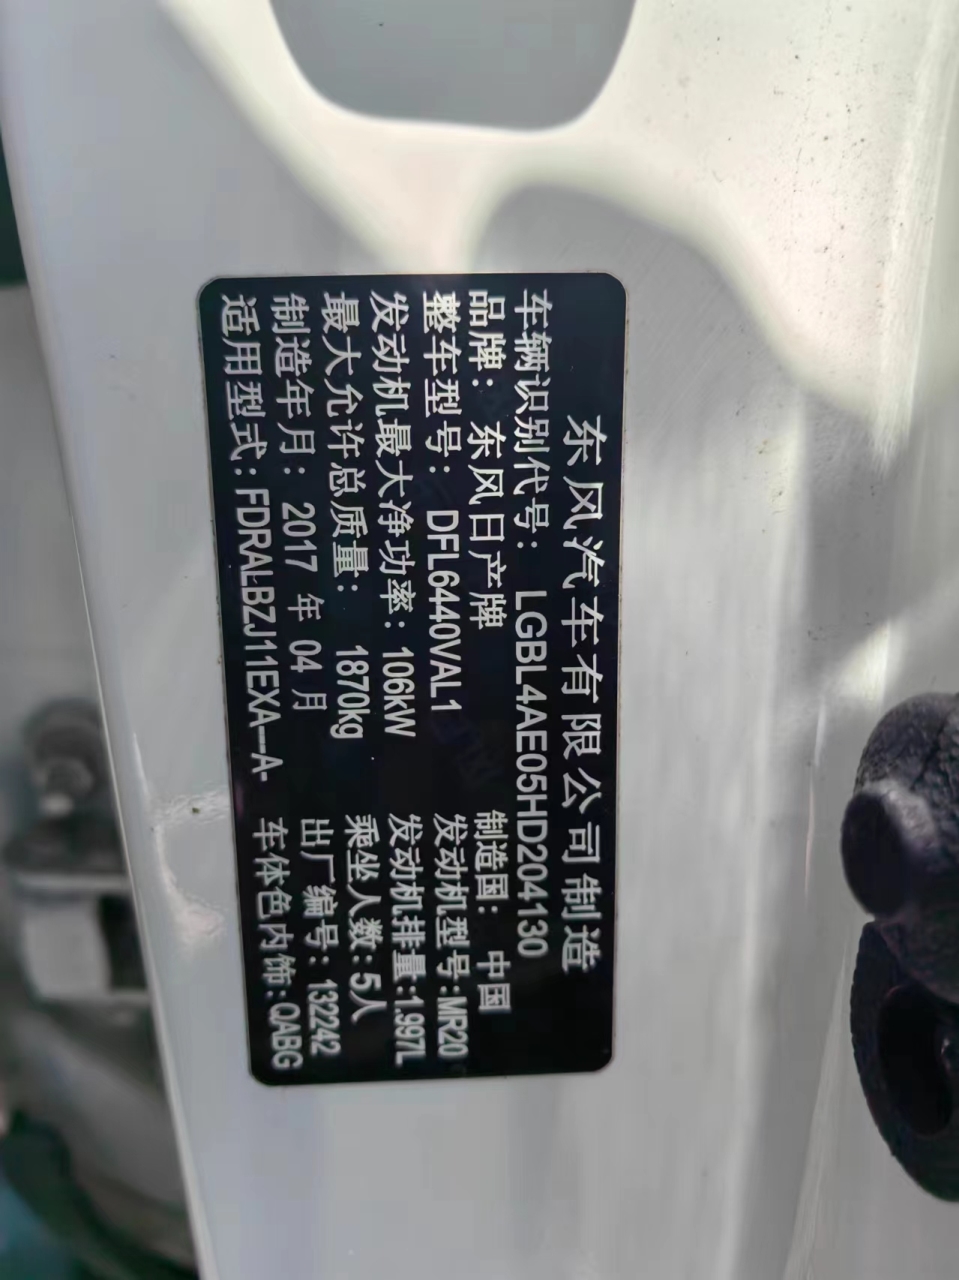 东风汽车有限公司制造
车辆识别代号：LGBL4AE05HD204130
品牌：东风日产牌 制造国：中国
整车型号：DFL6440VAL1 发动机型号：MR20
发动机最大净功率：106kW 发动机排量：1.997L
最大允许总质量：1870kg 乘坐人数：5人
制造年月：2017 年 04 月 出厂编号：132242
适用型式：FDRALBZJ11EXA--A- 车体色内饰：QABG